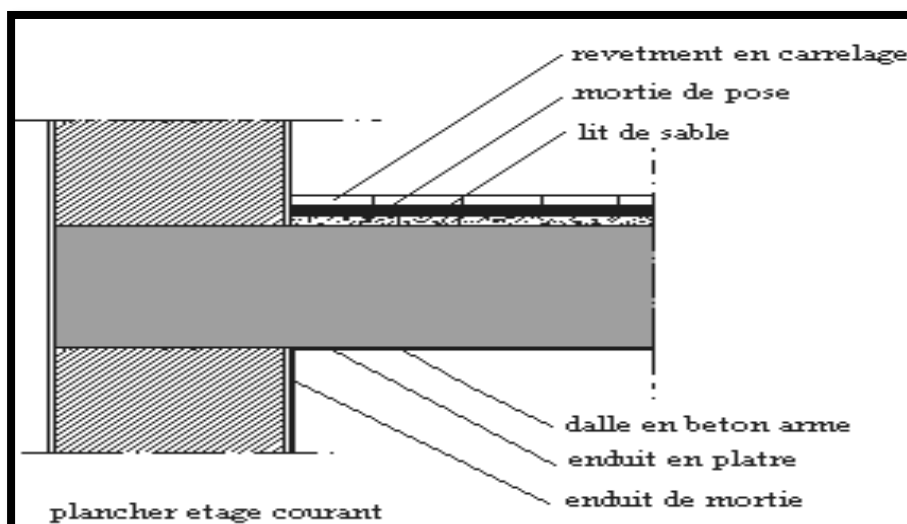 revetment en carrelage
mortie de pose
lit de sable
dalle en beton arme
enduit en platre
enduit de mortie
plancher etage courant